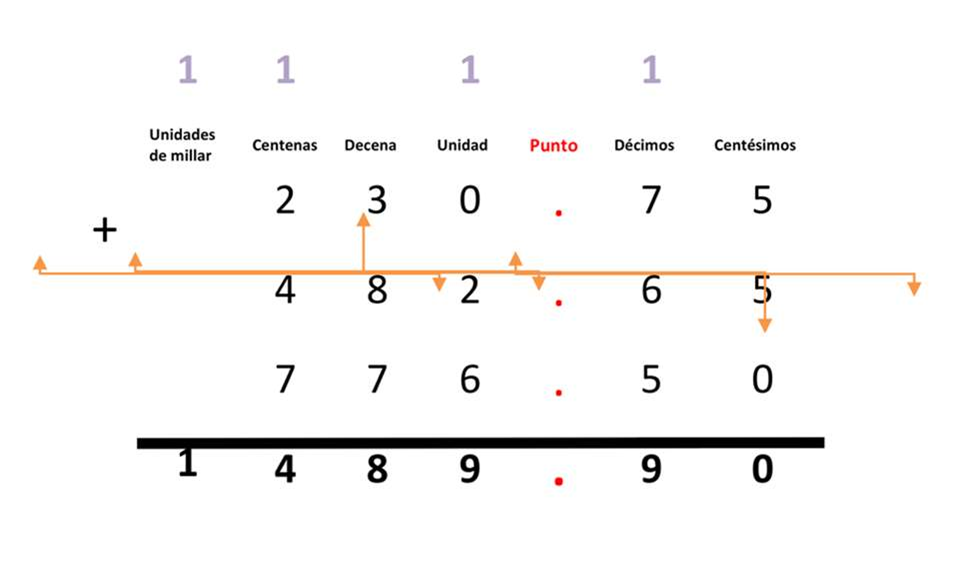 1 1 1 1
Unidades de millar Centenas Decena Unidad Punto Décimos Centésimos
2 3 0 . 7 5
+
4 8 2 . 6 5
7 7 6 . 5 0
1 4 8 9 . 9 0